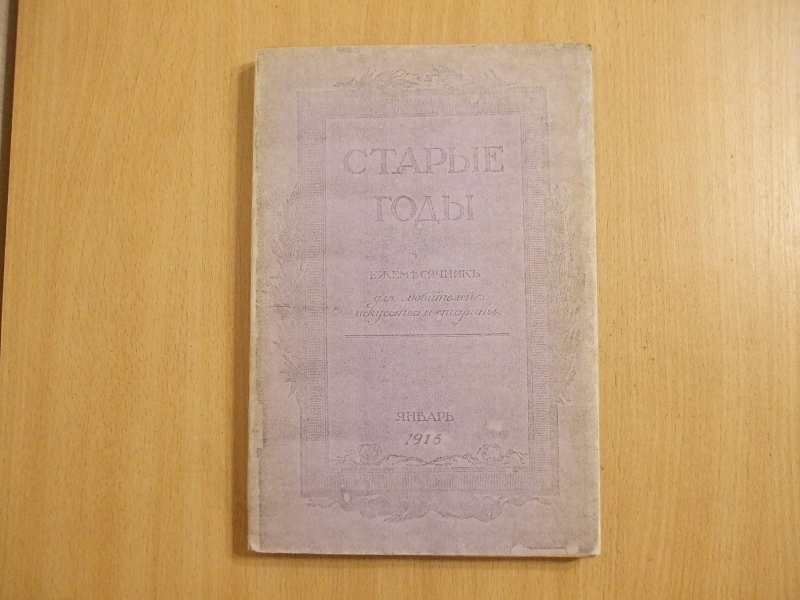 СТАРЫЕ
ГОДЫ
ЕЖЕМѢСЯЧНИКЪ
для любителей
искусства и старины.
ЯНВАРЬ
1916